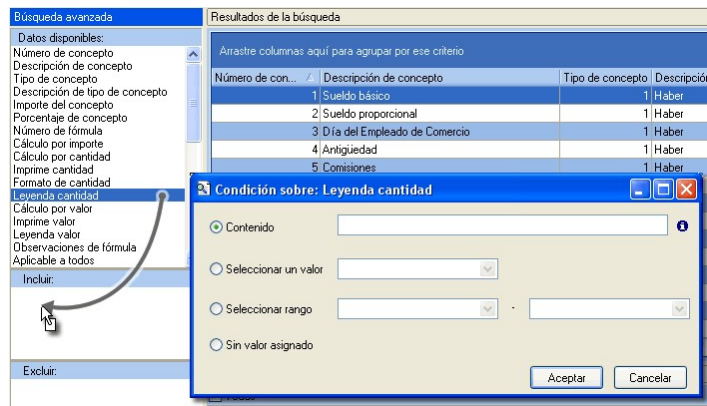 Búsqueda avanzada
Datos disponibles:
Número de concepto
Descripción de concepto
Tipo de concepto
Descripción de tipo de concepto
Importe del concepto
Porcentaje de concepto
Número de fórmula
Cálculo por importe
Cálculo por cantidad
Imprime cantidad
Formato de cantidad
Leyenda cantidad
Cálculo por valor
Imprime valor
Leyenda valor
Observaciones de fórmula
Aplicable a todos
Incluir:
Excluir:
Resultados de la búsqueda
Arrastre columnas aquí para agrupar por ese criterio
Número de con... Descripción de concepto Tipo de concepto Descripción
1 Sueldo básico 1 Haber
2 Sueldo proporcional 1 Haber
3 Día del Empleado de Comercio 1 Haber
4 Antigüedad 1 Haber
5 Comisiones 1 Haber
Condición sobre: Leyenda cantidad
Contenido
Seleccionar un valor
Seleccionar rango -
Sin valor asignado
Aceptar Cancelar